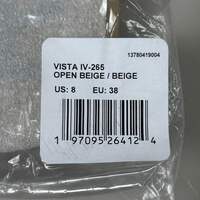 13780419004
VISTA IV-265
OPEN BEIGE / BEIGE
US: 8 EU: 38
1 97095 26412 4